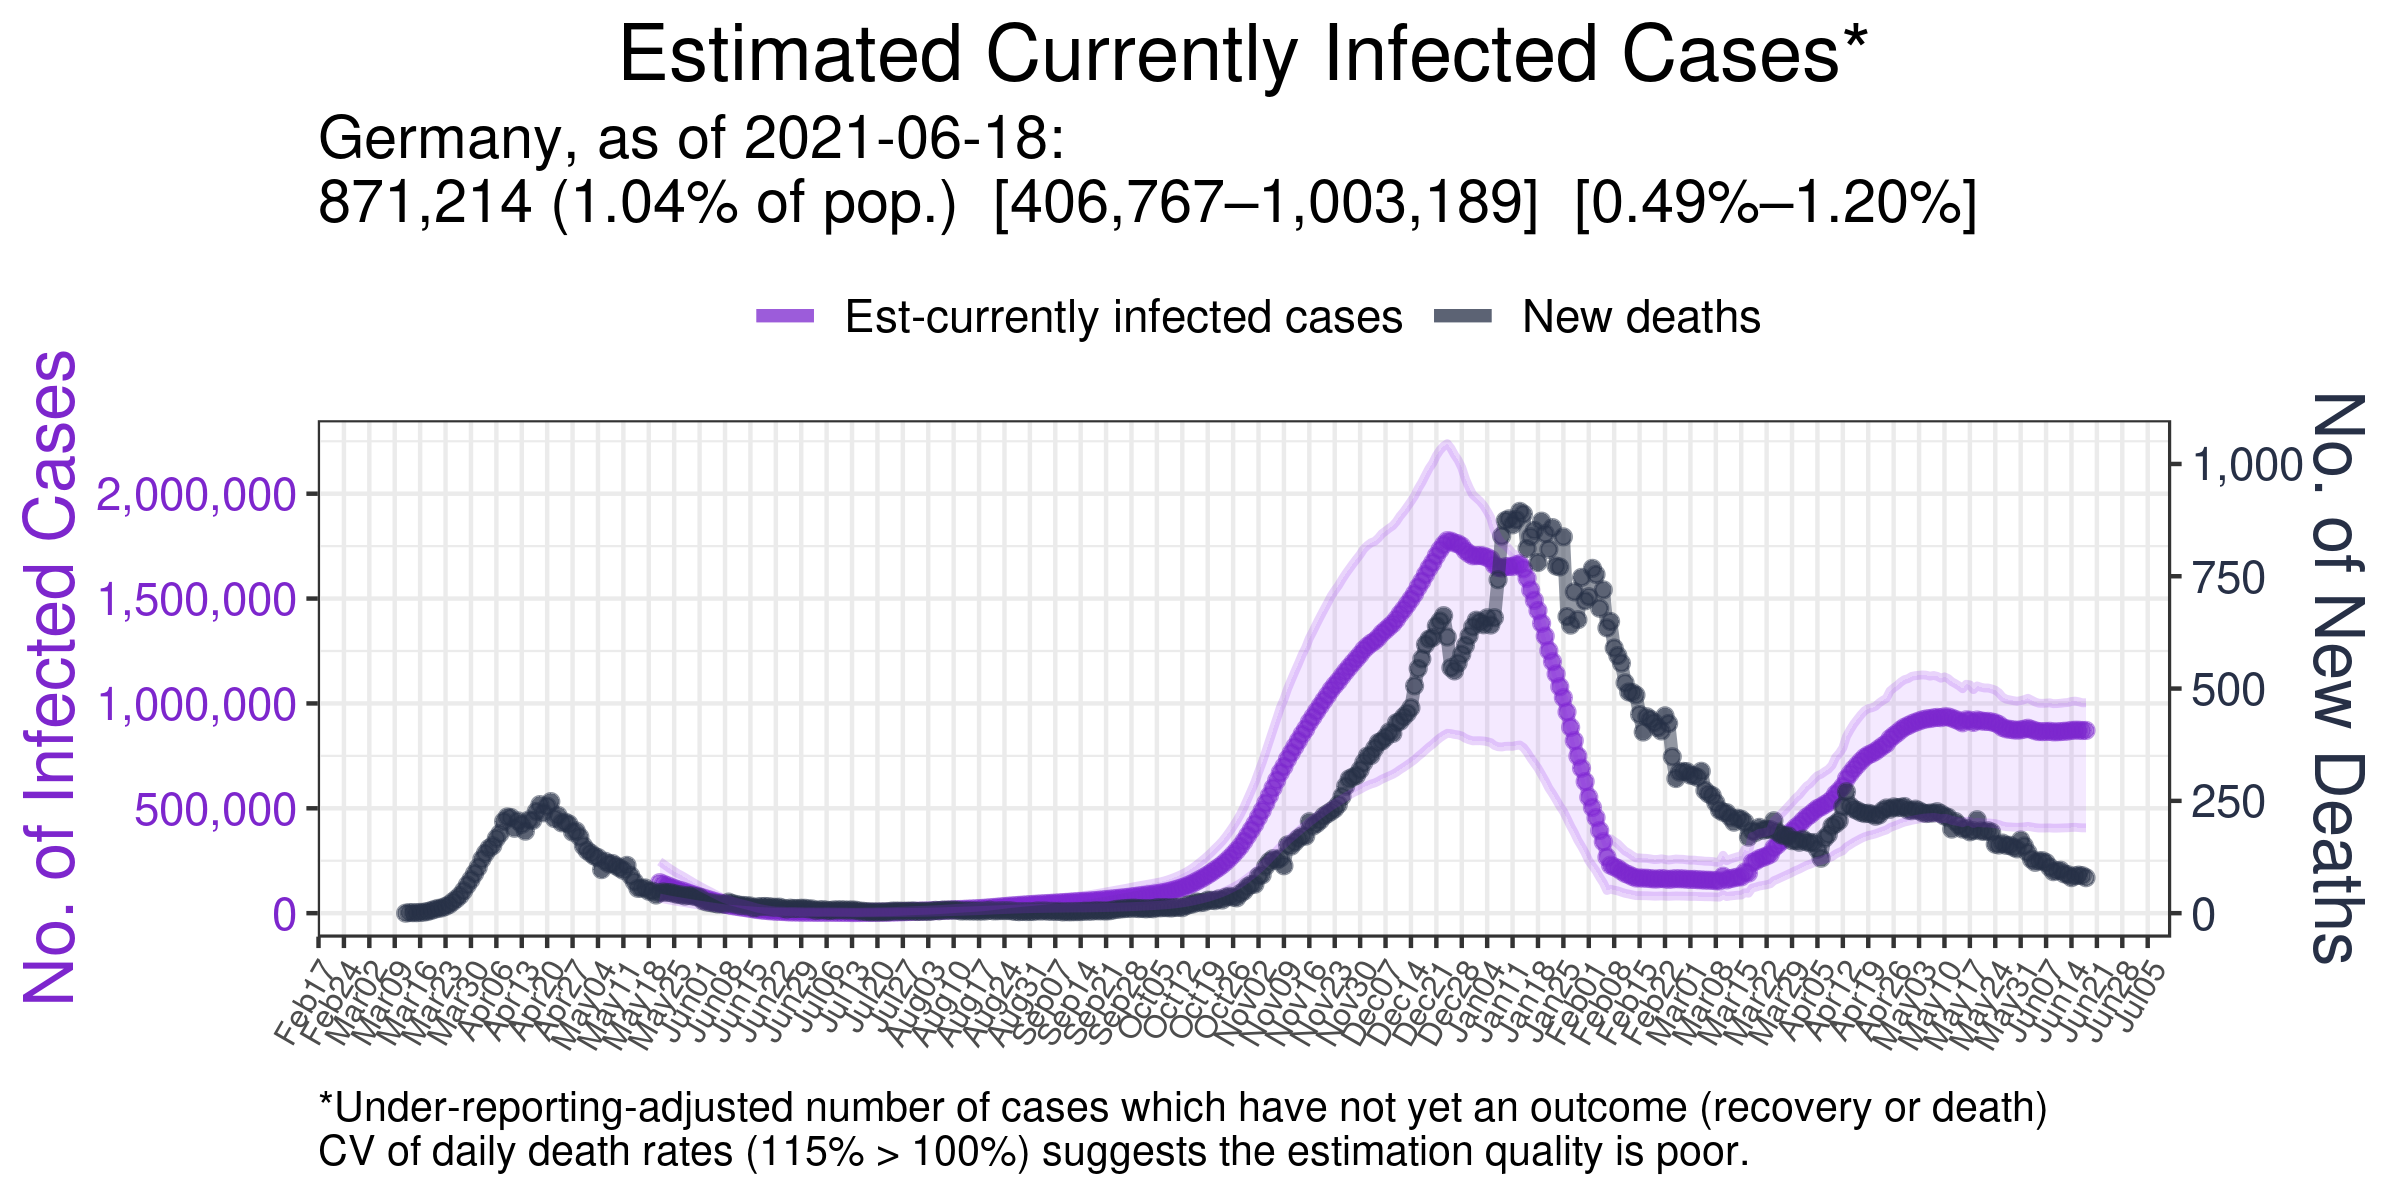 Estimated Currently Infected Cases*
Germany, as of 2021-06-18:
871,214 (1.04% of pop.)  [406,767–1,003,189]  [0.49%–1.20%]
Est-currently infected cases
New deaths
No. of Infected Cases
2,000,000
1,500,000
1,000,000
500,000
0
1,000
750
500
250
0
No. of New Deaths
Feb17
Feb24
Mar02
Mar09
Mar16
Mar23
Mar30
Apr06
Apr13
Apr20
Apr27
May04
May11
May18
May25
Jun01
Jun08
Jun15
Jun22
Jun29
Jul06
Jul13
Jul20
Jul27
Aug03
Aug10
Aug17
Aug24
Aug31
Sep07
Sep14
Sep21
Sep28
Oct05
Oct12
Oct19
Oct26
Nov02
Nov09
Nov16
Nov23
Nov30
Dec07
Dec14
Dec21
Dec28
Jan04
Jan11
Jan18
Jan25
Feb01
Feb08
Feb15
Feb22
Mar01
Mar08
Mar15
Mar22
Mar29
Apr05
Apr12
Apr19
Apr26
May03
May10
May17
May24
May31
Jun07
Jun14
Jun21
Jun28
Jul05
*Under-reporting-adjusted number of cases which have not yet an outcome (recovery or death)
CV of daily death rates (115% > 100%) suggests the estimation quality is poor.